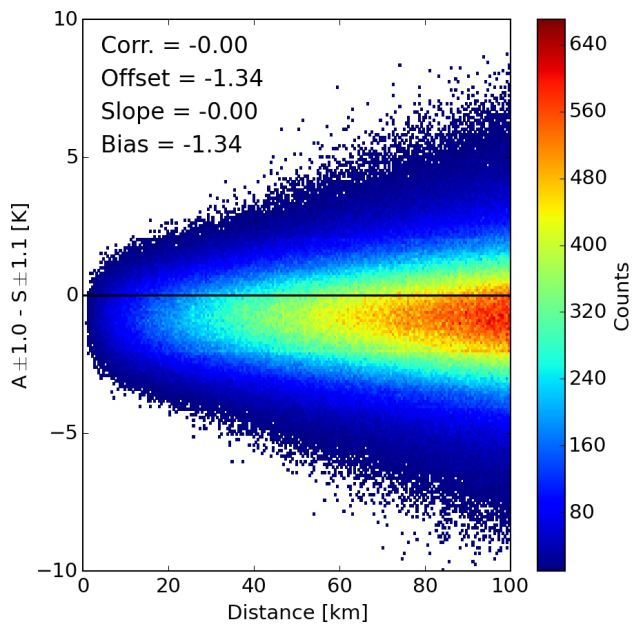 Corr. = -0.00
Offset = -1.34
Slope = -0.00
Bias = -1.34
10
5
0
−5
−10
0 20 40 60 80 100
Distance [km]
A ± 1.0 - S ± 1.1 [K]
640
560
480
400
320
240
160
80
Counts